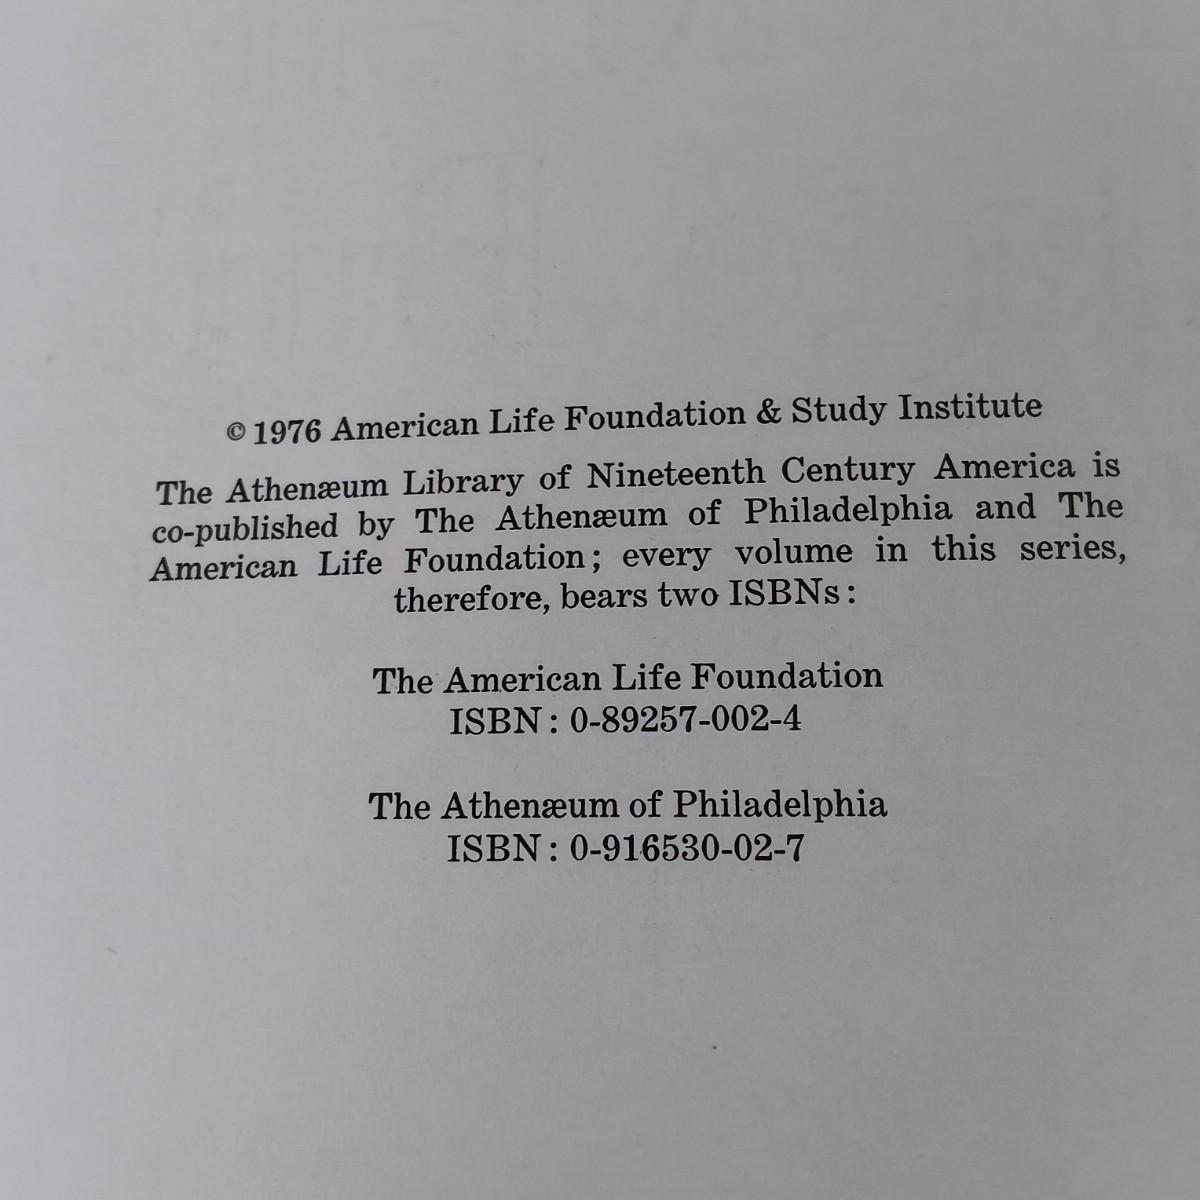 © 1976 American Life Foundation & Study Institute
The Athenæum Library of Nineteenth Century America is
co-published by The Athenæum of Philadelphia and The
American Life Foundation; every volume in this series,
therefore, bears two ISBNs:
The American Life Foundation
ISBN: 0-89257-002-4
The Athenæum of Philadelphia
ISBN: 0-916530-02-7